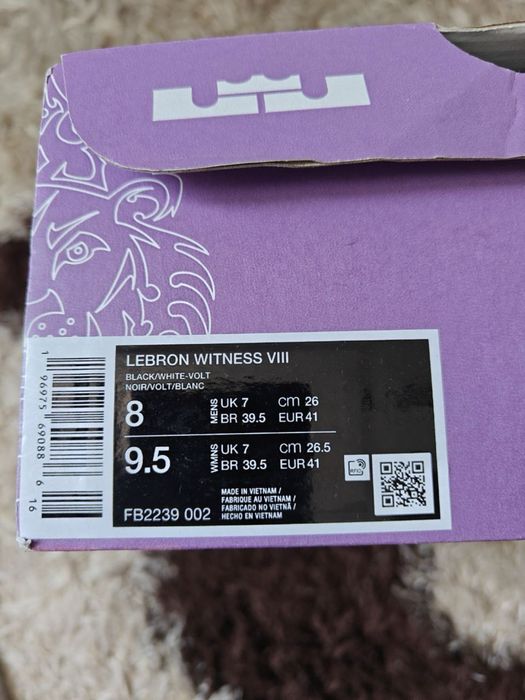 LEBRON WITNESS VIII
BLACK/WHITE-VOLT
NOIR/VOLT/BLANC
8 MENS UK 7 CM 26
BR 39.5 EUR 41
9.5 WMNS UK 7 CM 26.5
BR 39.5 EUR 41
RFID
MADE IN VIETNAM /
FABRIQUE AU VIETNAM /
FABRICADO NO VIETNÃ /
HECHO EN VIETNAM
FB2239 002
1 96975 69088 6 16